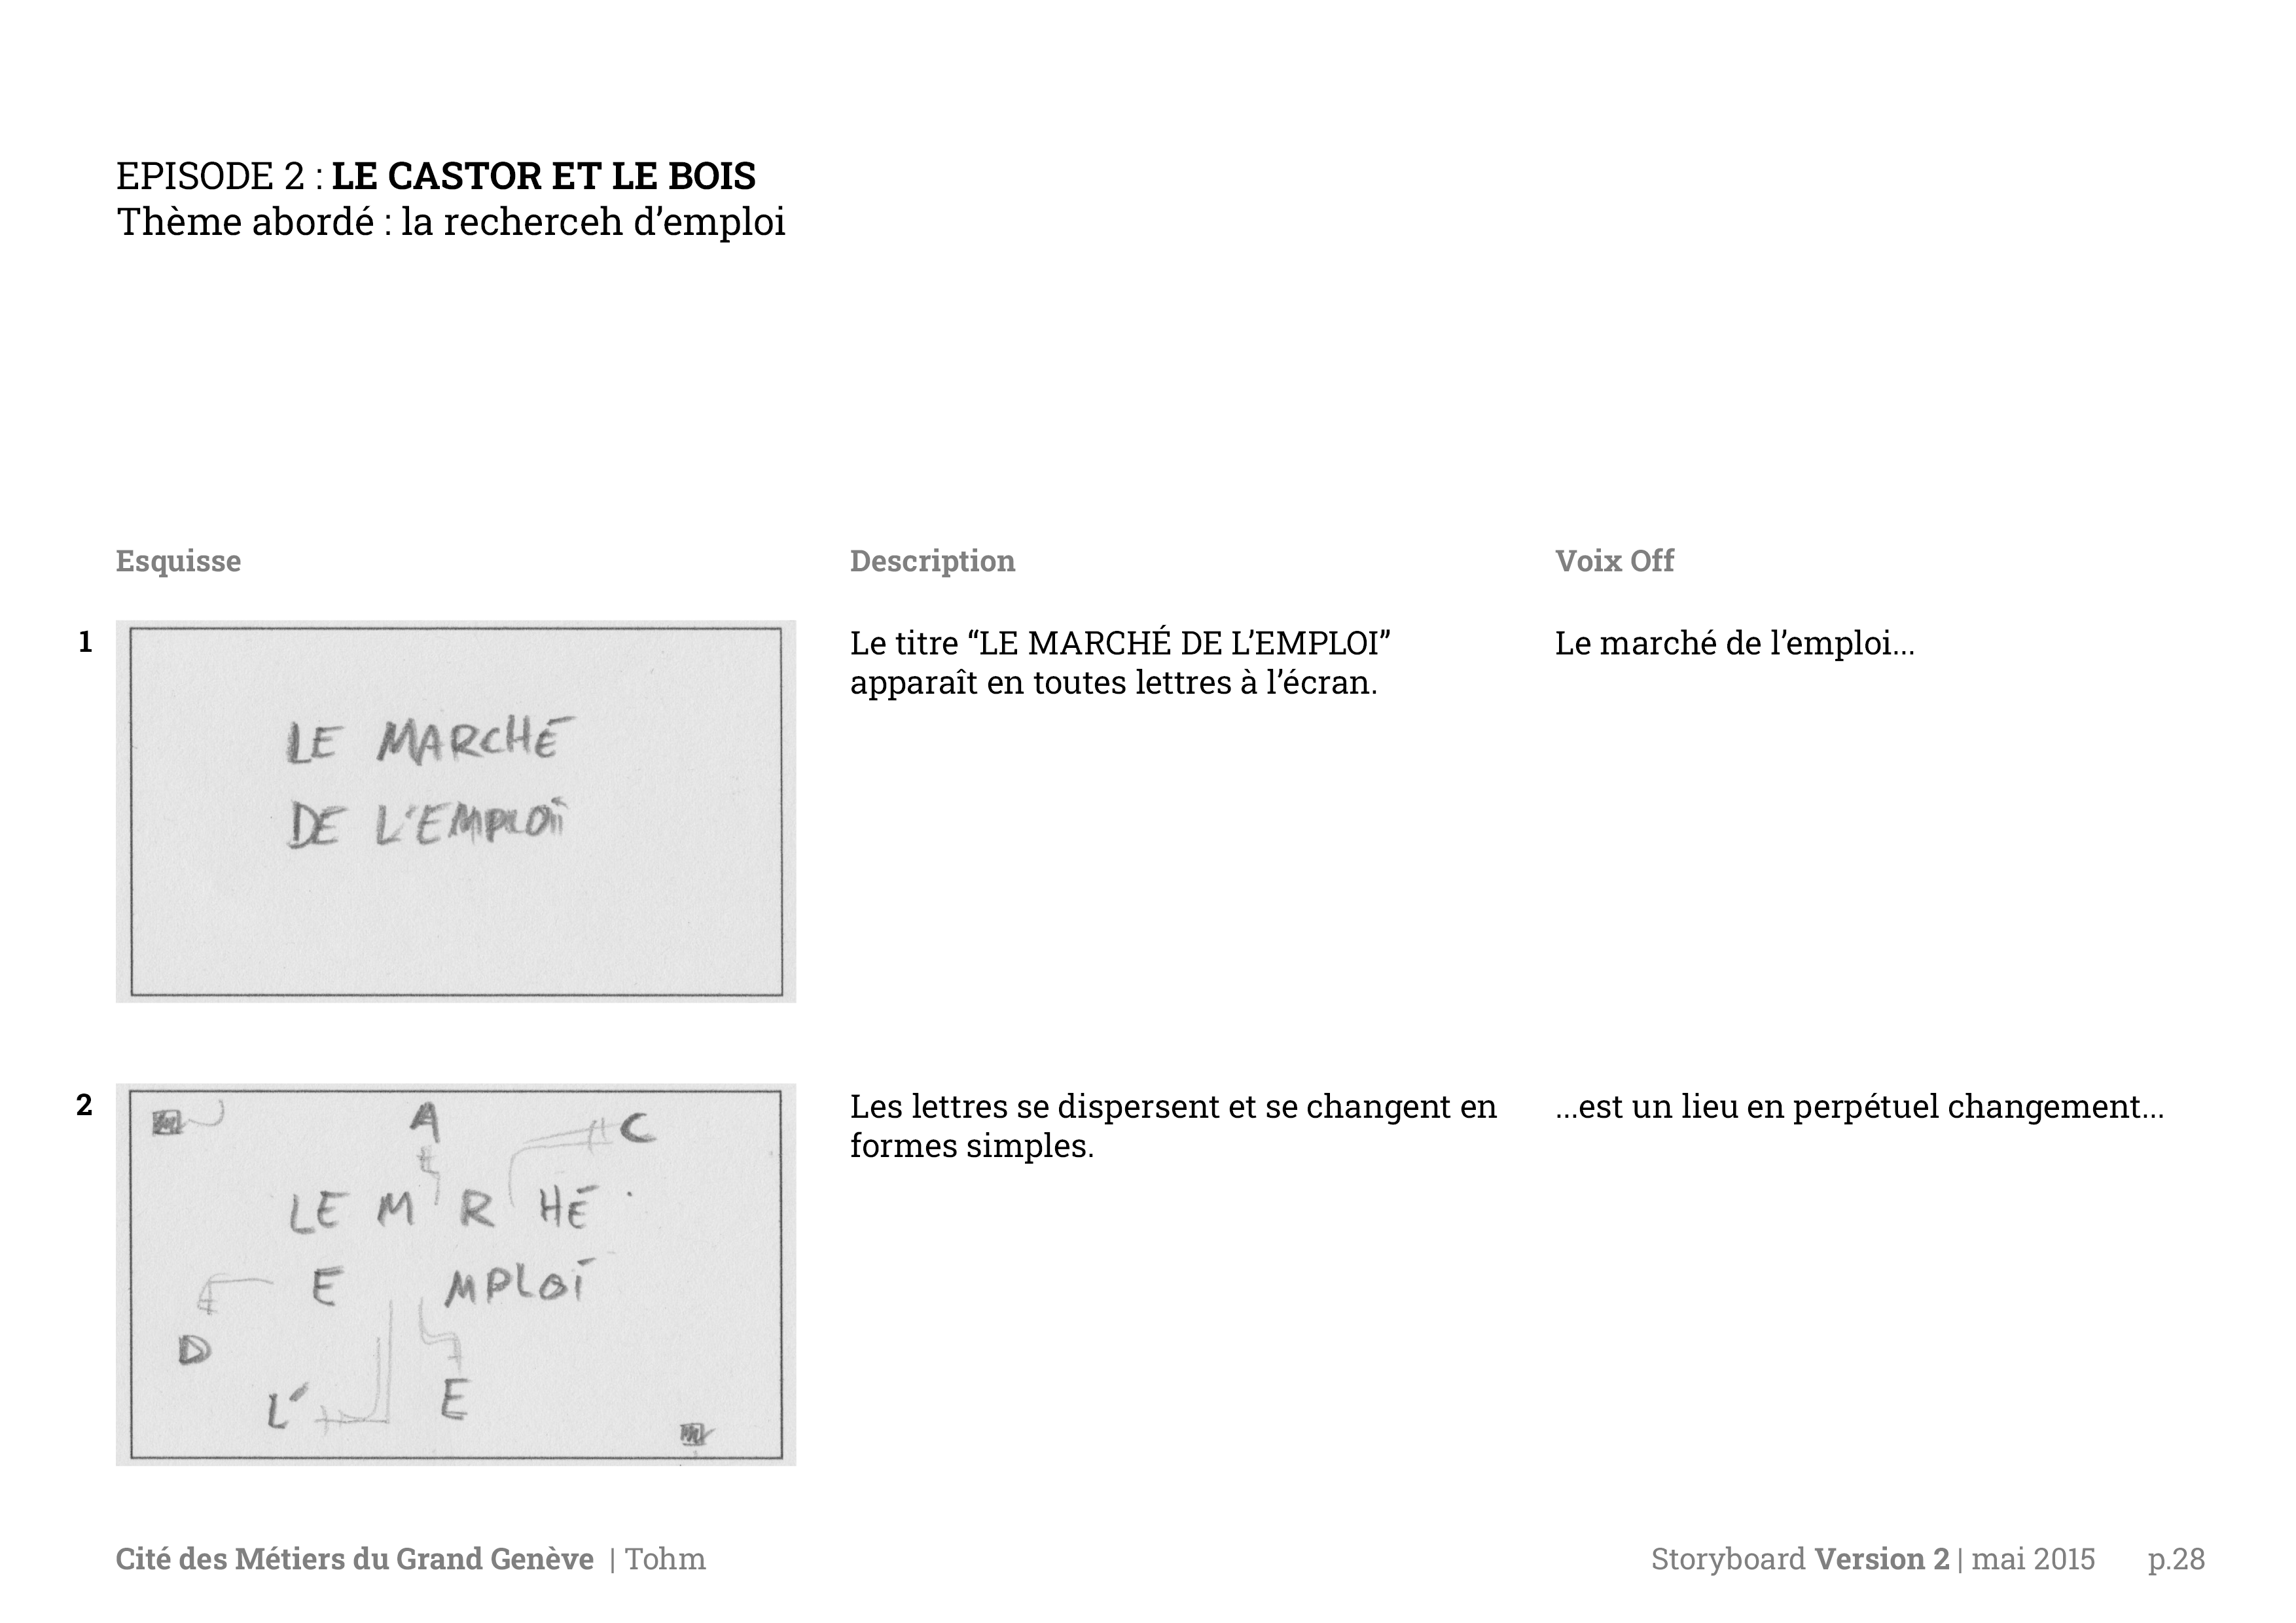 EPISODE 2 : LE CASTOR ET LE BOIS
Thème abordé : la recherceh d’emploi
Esquisse
Description
Voix Off
1
LE MARCHÉ
DE L'EMPLOI
Le titre “LE MARCHÉ DE L’EMPLOI”
apparaît en toutes lettres à l’écran.
Le marché de l’emploi...
2
A
C
LE M R HÉ
E MPLOI
D
L'
E
Les lettres se dispersent et se changent en
formes simples.
...est un lieu en perpétuel changement...
Cité des Métiers du Grand Genève | Tohm
Storyboard Version 2 | mai 2015 p.28